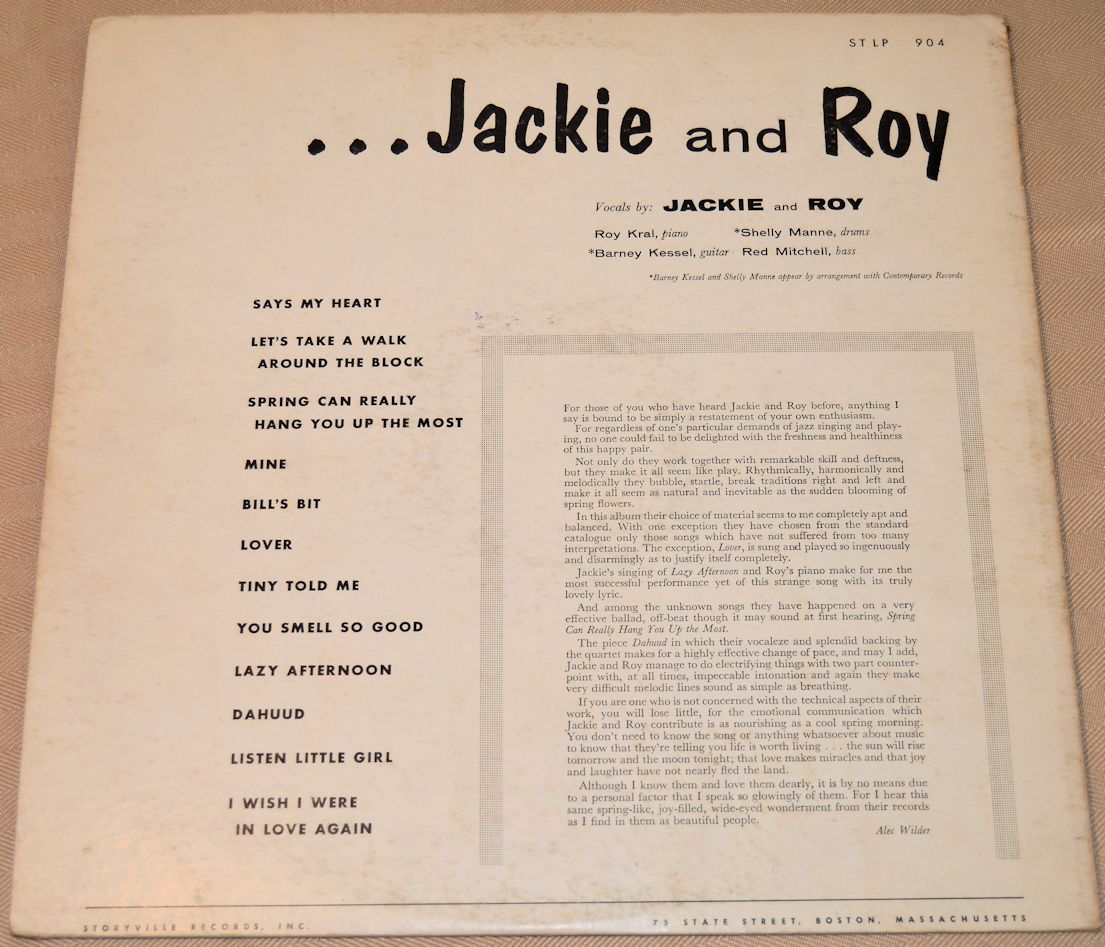 STLP 904
...Jackie and Roy
Vocals by: JACKIE and ROY
Roy Kral, piano *Shelly Manne, drums
*Barney Kessel, guitar Red Mitchell, bass
*Barney Kessel and Shelly Manne appear by arrangement with Contemporary Records
SAYS MY HEART
LET'S TAKE A WALK
AROUND THE BLOCK
SPRING CAN REALLY
HANG YOU UP THE MOST
MINE
BILL'S BIT
LOVER
TINY TOLD ME
YOU SMELL SO GOOD
LAZY AFTERNOON
DAHUUD
LISTEN LITTLE GIRL
I WISH I WERE
IN LOVE AGAIN
For those of you who have heard Jackie and Roy before, anything I
say is bound to be simply a restatement of your own enthusiasm.
For regardless of one's particular demands of jazz singing and play-
ing, no one could fail to be delighted with the freshness and healthiness
of this happy pair.
Not only do they work together with remarkable skill and deftness,
but they make it all seem like play. Rhythmically, harmonically and
melodically they bubble, startle, break traditions right and left and
make it all seem as natural and inevitable as the sudden blooming of
spring flowers.
In this album their choice of material seems to me completely apt and
balanced. With one exception they have chosen from the standard
catalogue only those songs which have not suffered from too many
interpretations. The exception, Lover, is sung and played so ingenuously
and disarmingly as to justify itself completely.
Jackie's singing of Lazy Afternoon and Roy's piano make for me the
most successful performance yet of this strange song with its truly
lovely lyric.
And among the unknown songs they have happened on a very
effective ballad, off-beat though it may sound at first hearing, Spring
Can Really Hang You Up the Most.
The piece Dahuud in which their vocaleze and splendid backing by
the quartet makes for a highly effective change of pace, and may I add,
Jackie and Roy manage to do electrifying things with two part counter-
point with, at all times, impeccable intonation and again they make
very difficult melodic lines sound as simple as breathing.
If you are one who is not concerned with the technical aspects of their
work, you will lose little, for the emotional communication which
Jackie and Roy contribute is as nourishing as a cool spring morning.
You don't need to know the song or anything whatsoever about music
to know that they're telling you life is worth living . . . the sun will rise
tomorrow and the moon tonight; that love makes miracles and that joy
and laughter have not nearly fled the land.
Although I know them and love them dearly, it is by no means due
to a personal factor that I speak so glowingly of them. For I hear this
same spring-like, joy-filled, wide-eyed wonderment from their records
as I find in them as beautiful people.
Alec Wilder
STORYVILLE RECORDS, INC. 75 STATE STREET, BOSTON, MASSACHUSETTS